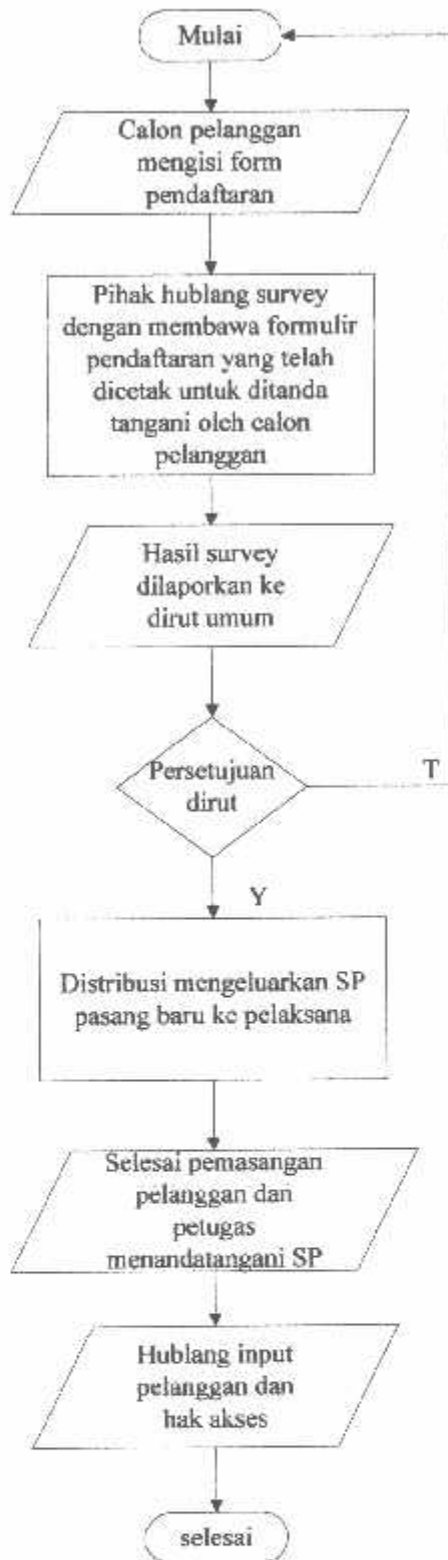 Mulai
Calon pelanggan
mengisi form
pendaftaran
Pihak hublang survey
dengan membawa formulir
pendaftaran yang telah
dicetak untuk ditanda
tangani oleh calon
pelanggan
Hasil survey
dilaporkan ke
dirut umum
Persetujuan
dirut
T
Y
Distribusi mengeluarkan SP
pasang baru ke pelaksana
Selesai pemasangan
pelanggan dan
petugas
menandatangani SP
Hublang input
pelanggan dan
hak akses
selesai